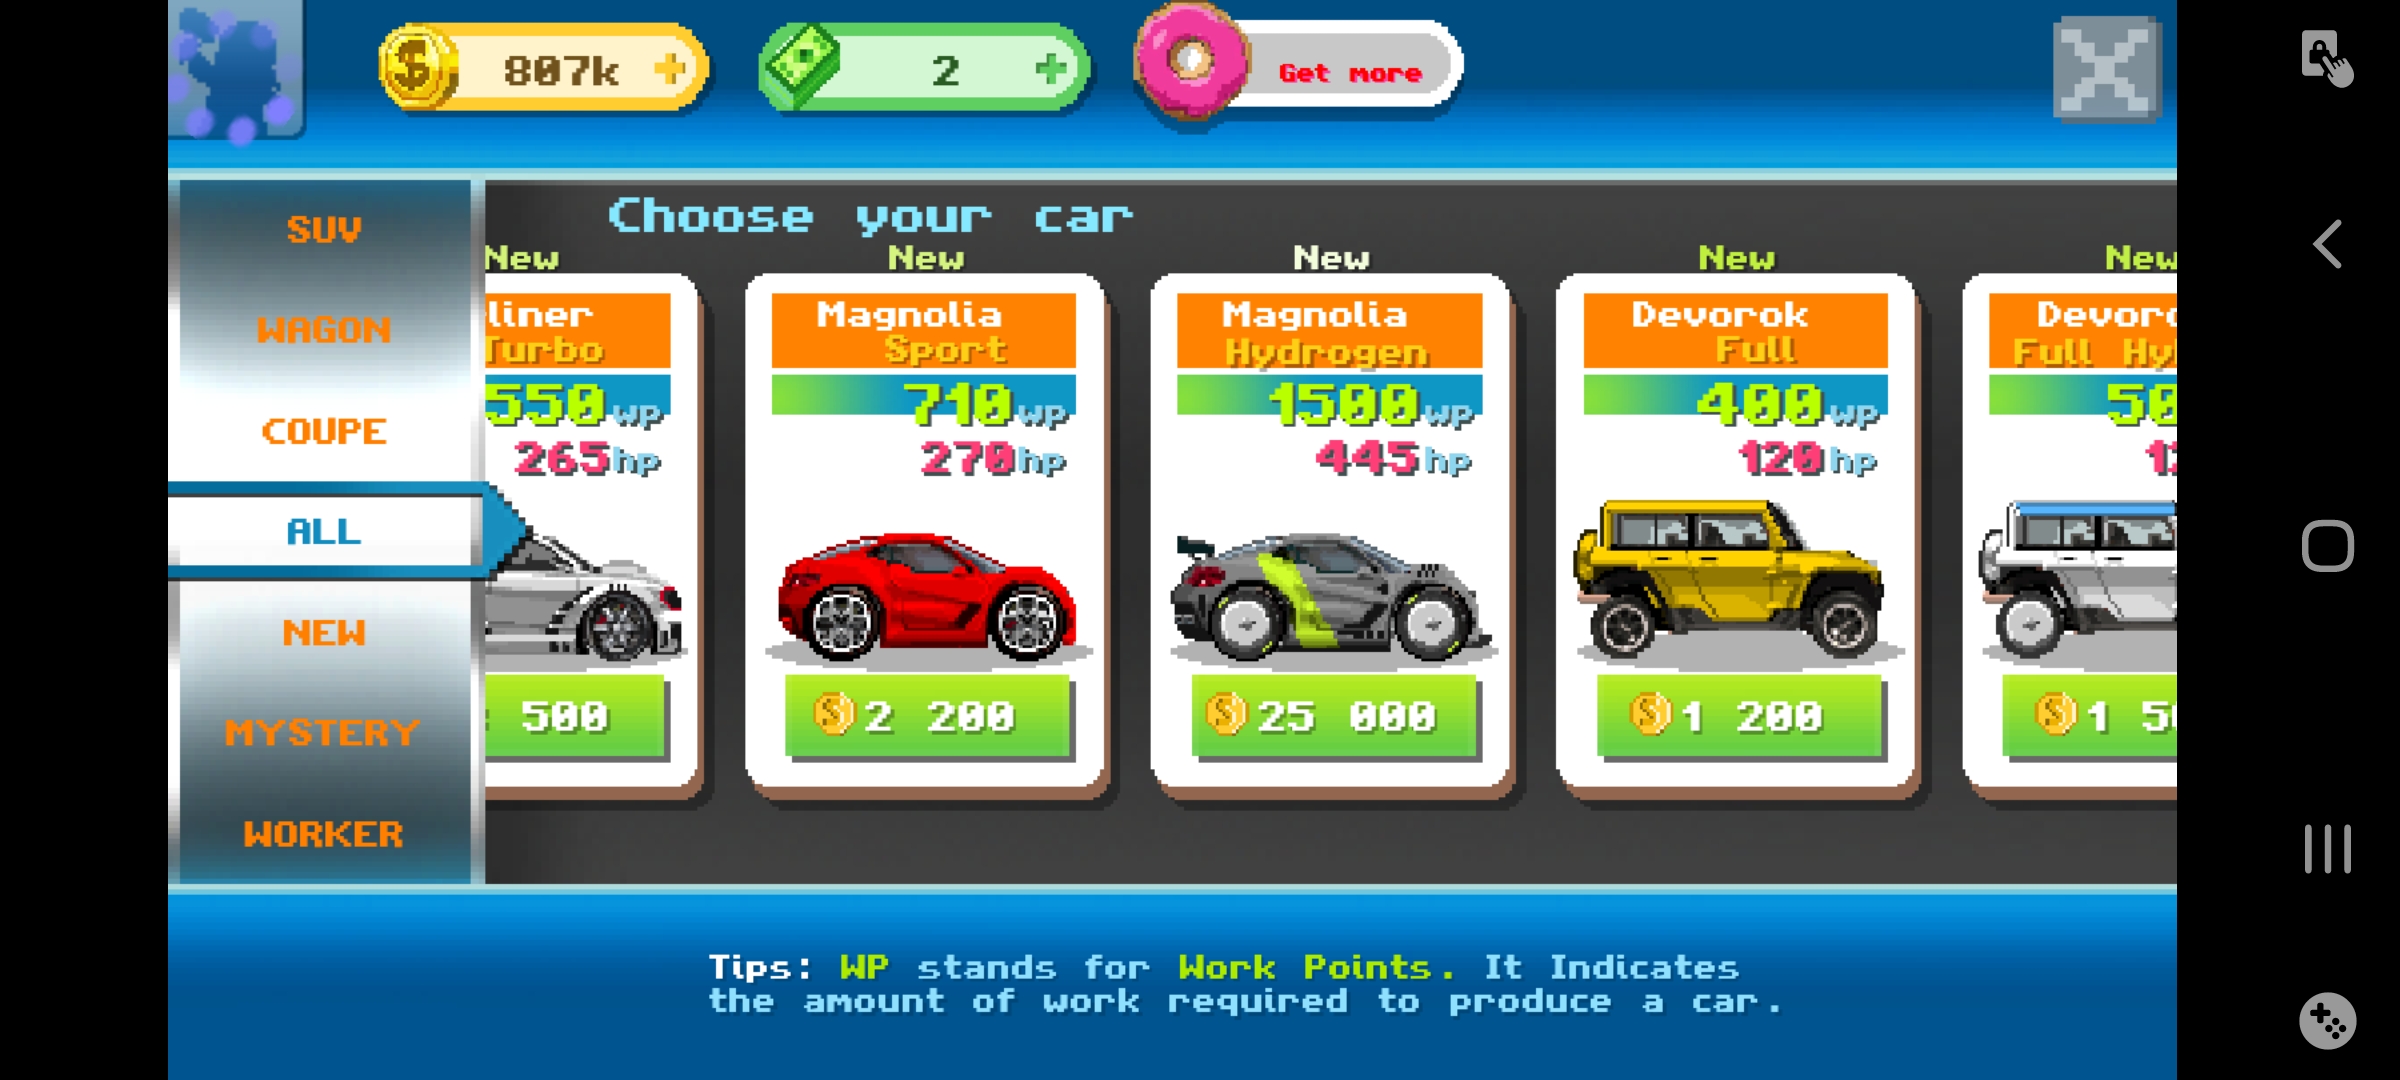 807k
2
Get more
SUV
WAGON
COUPE
ALL
NEW
MYSTERY
WORKER
Choose your car
New
liner
Turbo
550 wp
265 hp
500
New
Magnolia
Sport
710 wp
270 hp
2 200
New
Magnolia
Hydrogen
1500 wp
445 hp
25 000
New
Devorok
Full
400 wp
120 hp
1 200
New
Tips: WP stands for Work Points. It Indicates
the amount of work required to produce a car.